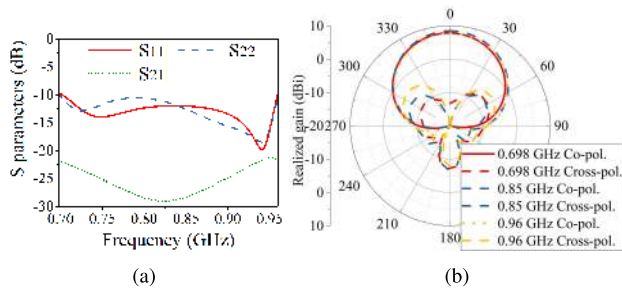 S parameters (dB)
0
-5
-10
-15
-20
-25
-30
S11
S22
S21
0.70
0.75
0.80
0.85
0.90
0.95
Frequency (GHz)
(a)
(b)
Realized gain (dBi)
10
0
-10
-20
-10
0
10
0
30
60
90
180
210
240
270
300
330
0.698 GHz Co-pol.
0.698 GHz Cross-pol.
0.85 GHz Co-pol.
0.85 GHz Cross-pol.
0.96 GHz Co-pol.
0.96 GHz Cross-pol.
(b)